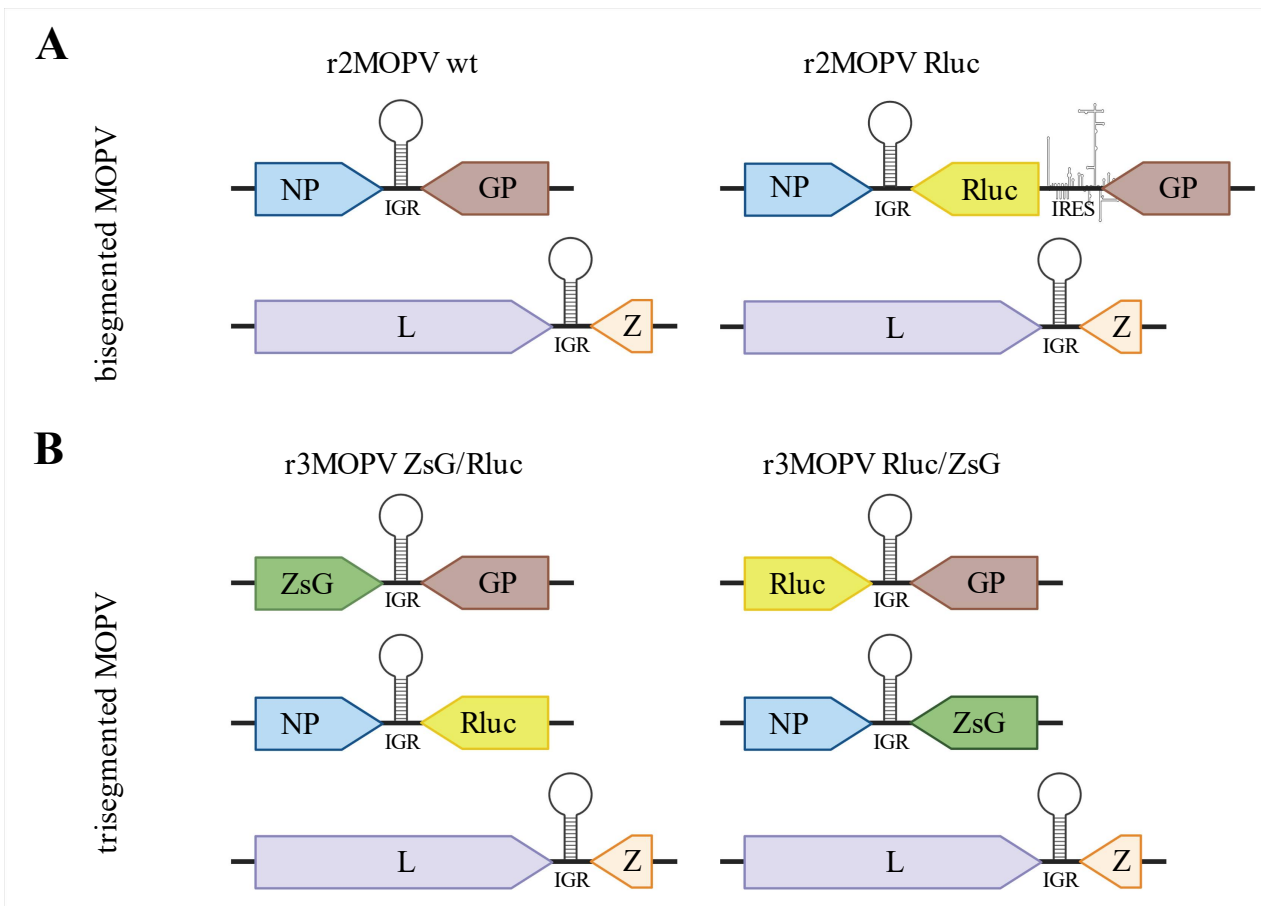 A
r2MOPV wt
r2MOPV Rluc
bisegmented MOPV
NP
IGR
GP
NP
IGR
Rluc
IRES
GP
L
IGR
Z
L
IGR
Z
B
r3MOPV ZsG/Rluc
r3MOPV Rluc/ZsG
trisegmented MOPV
ZsG
IGR
GP
Rluc
IGR
GP
NP
IGR
Rluc
NP
IGR
ZsG
L
IGR
Z
L
IGR
Z